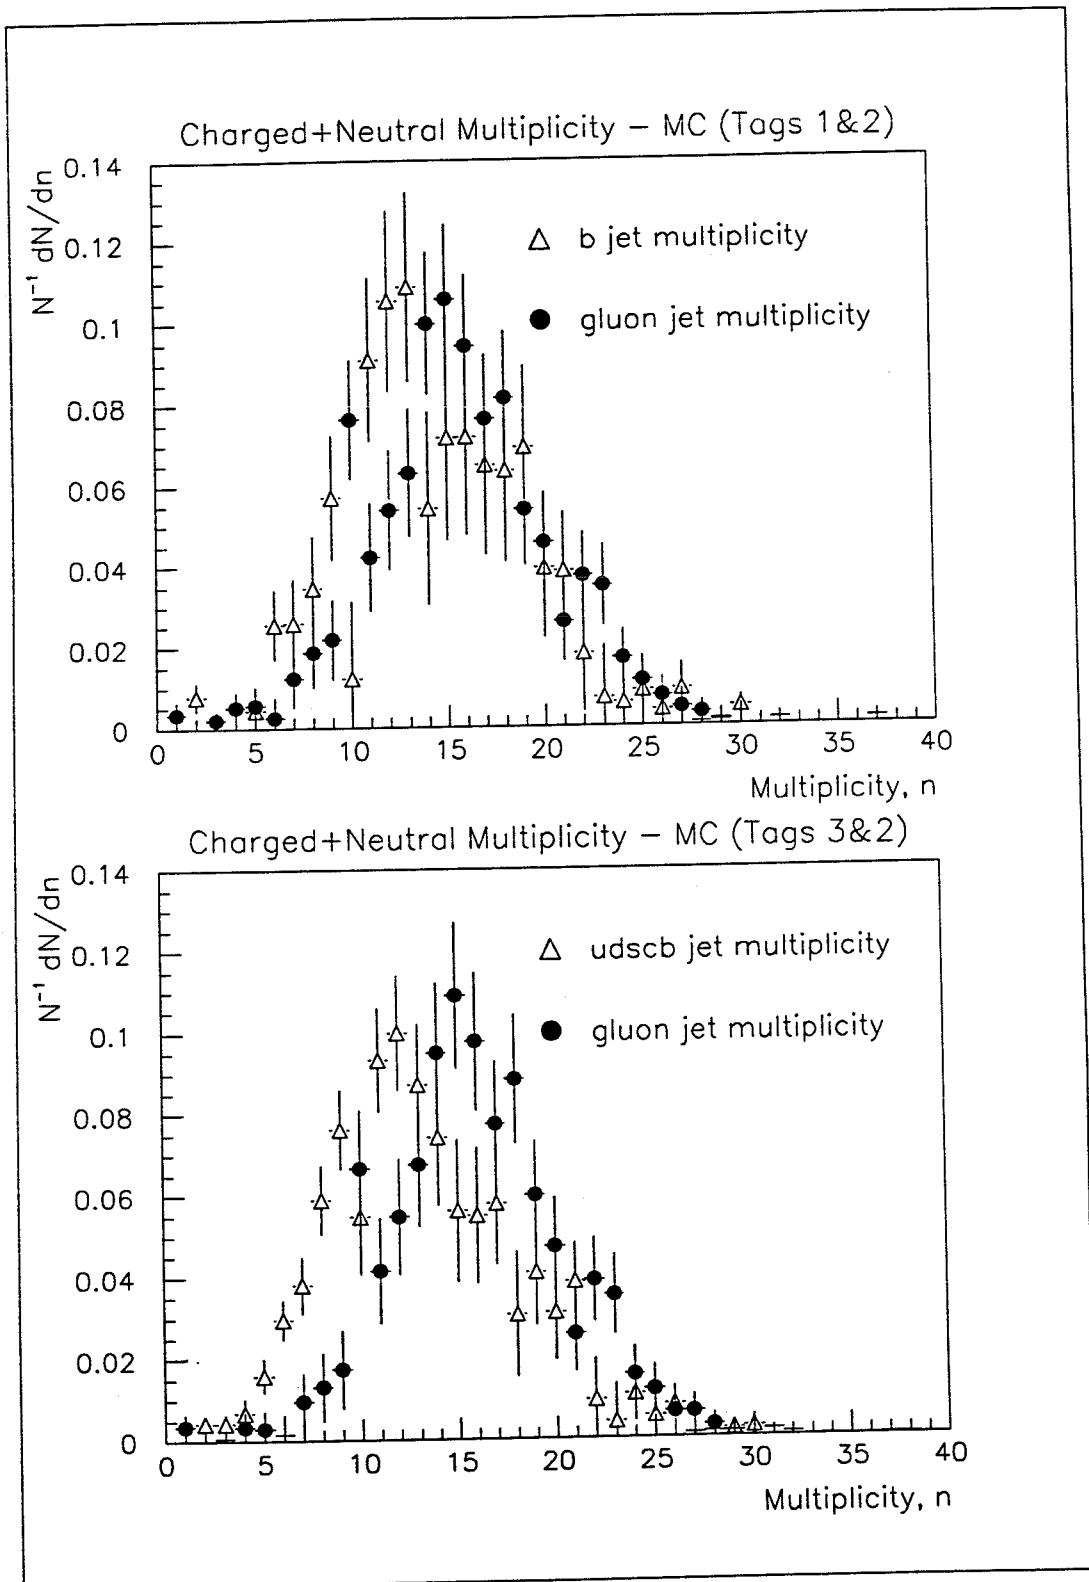 Charged+Neutral Multiplicity – MC (Tags 1&2)
N⁻¹ dN/dn
0.14
0.12
0.1
0.08
0.06
0.04
0.02
0
b jet multiplicity
gluon jet multiplicity
0 5 10 15 20 25 30 35 40
Multiplicity, n
Charged+Neutral Multiplicity – MC (Tags 3&2)
N⁻¹ dN/dn
0.14
0.12
0.1
0.08
0.06
0.04
0.02
0
udscb jet multiplicity
gluon jet multiplicity
0 5 10 15 20 25 30 35 40
Multiplicity, n